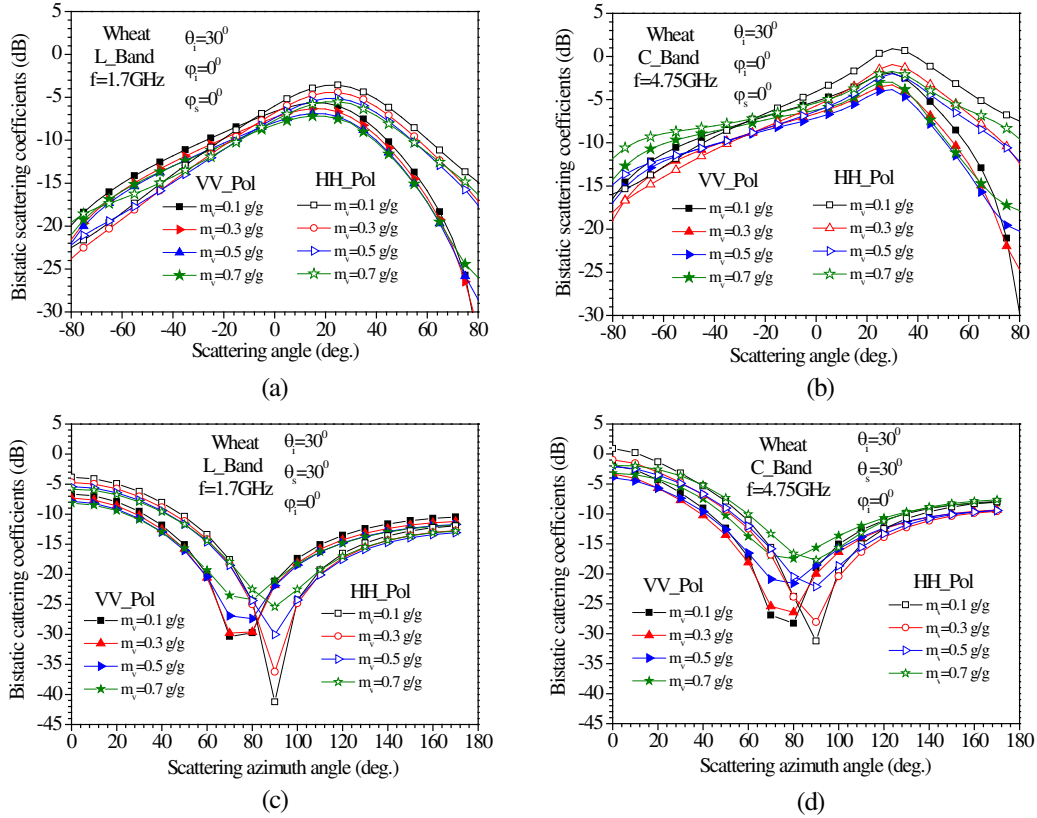 Bistatic scattering coefficients (dB)
5
0
-5
-10
-15
-20
-25
-30
Wheat
L_Band
f=1.7GHz
θi=30⁰
φi=0⁰
φs=0⁰
VV_Pol
mv=0.1 g/g
mv=0.3 g/g
mv=0.5 g/g
mv=0.7 g/g
HH_Pol
mv=0.1 g/g
mv=0.3 g/g
mv=0.5 g/g
mv=0.7 g/g
-80 -60 -40 -20 0 20 40 60 80
Scattering angle (deg.)
(a)
Bistatic scattering coefficients (dB)
5
0
-5
-10
-15
-20
-25
-30
Wheat
C_Band
f=4.75GHz
θi=30⁰
φi=0⁰
φs=0⁰
VV_Pol
mv=0.1 g/g
mv=0.3 g/g
mv=0.5 g/g
mv=0.7 g/g
HH_Pol
mv=0.1 g/g
mv=0.3 g/g
mv=0.5 g/g
mv=0.7 g/g
-80 -60 -40 -20 0 20 40 60 80
Scattering angle (deg.)
(b)
Bistatic cattering coefficients (dB)
5
0
-5
-10
-15
-20
-25
-30
-35
-40
-45
Wheat
L_Band
f=1.7GHz
θi=30⁰
θs=30⁰
φi=0⁰
VV_Pol
mv=0.1 g/g
mv=0.3 g/g
mv=0.5 g/g
mv=0.7 g/g
HH_Pol
mv=0.1 g/g
mv=0.3 g/g
mv=0.5 g/g
mv=0.7 g/g
0 20 40 60 80 100 120 140 160 180
Scattering azimuth angle (deg.)
(c)
Bistatic cattering coefficients (dB)
5
0
-5
-10
-15
-20
-25
-30
-35
-40
-45
Wheat
C_Band
f=4.75GHz
θi=30⁰
θs=30⁰
φi=0⁰
VV_Pol
mv=0.1 g/g
mv=0.3 g/g
mv=0.5 g/g
mv=0.7 g/g
HH_Pol
mv=0.1 g/g
mv=0.3 g/g
mv=0.5 g/g
mv=0.7 g/g
0 20 40 60 80 100 120 140 160 180
Scattering azimuth angle (deg.)
(d)